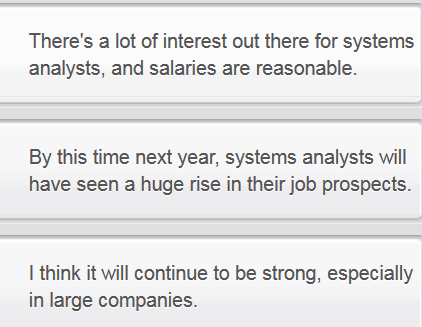 There's a lot of interest out there for systems
analysts, and salaries are reasonable.
By this time next year, systems analysts will
have seen a huge rise in their job prospects.
I think it will continue to be strong, especially
in large companies.